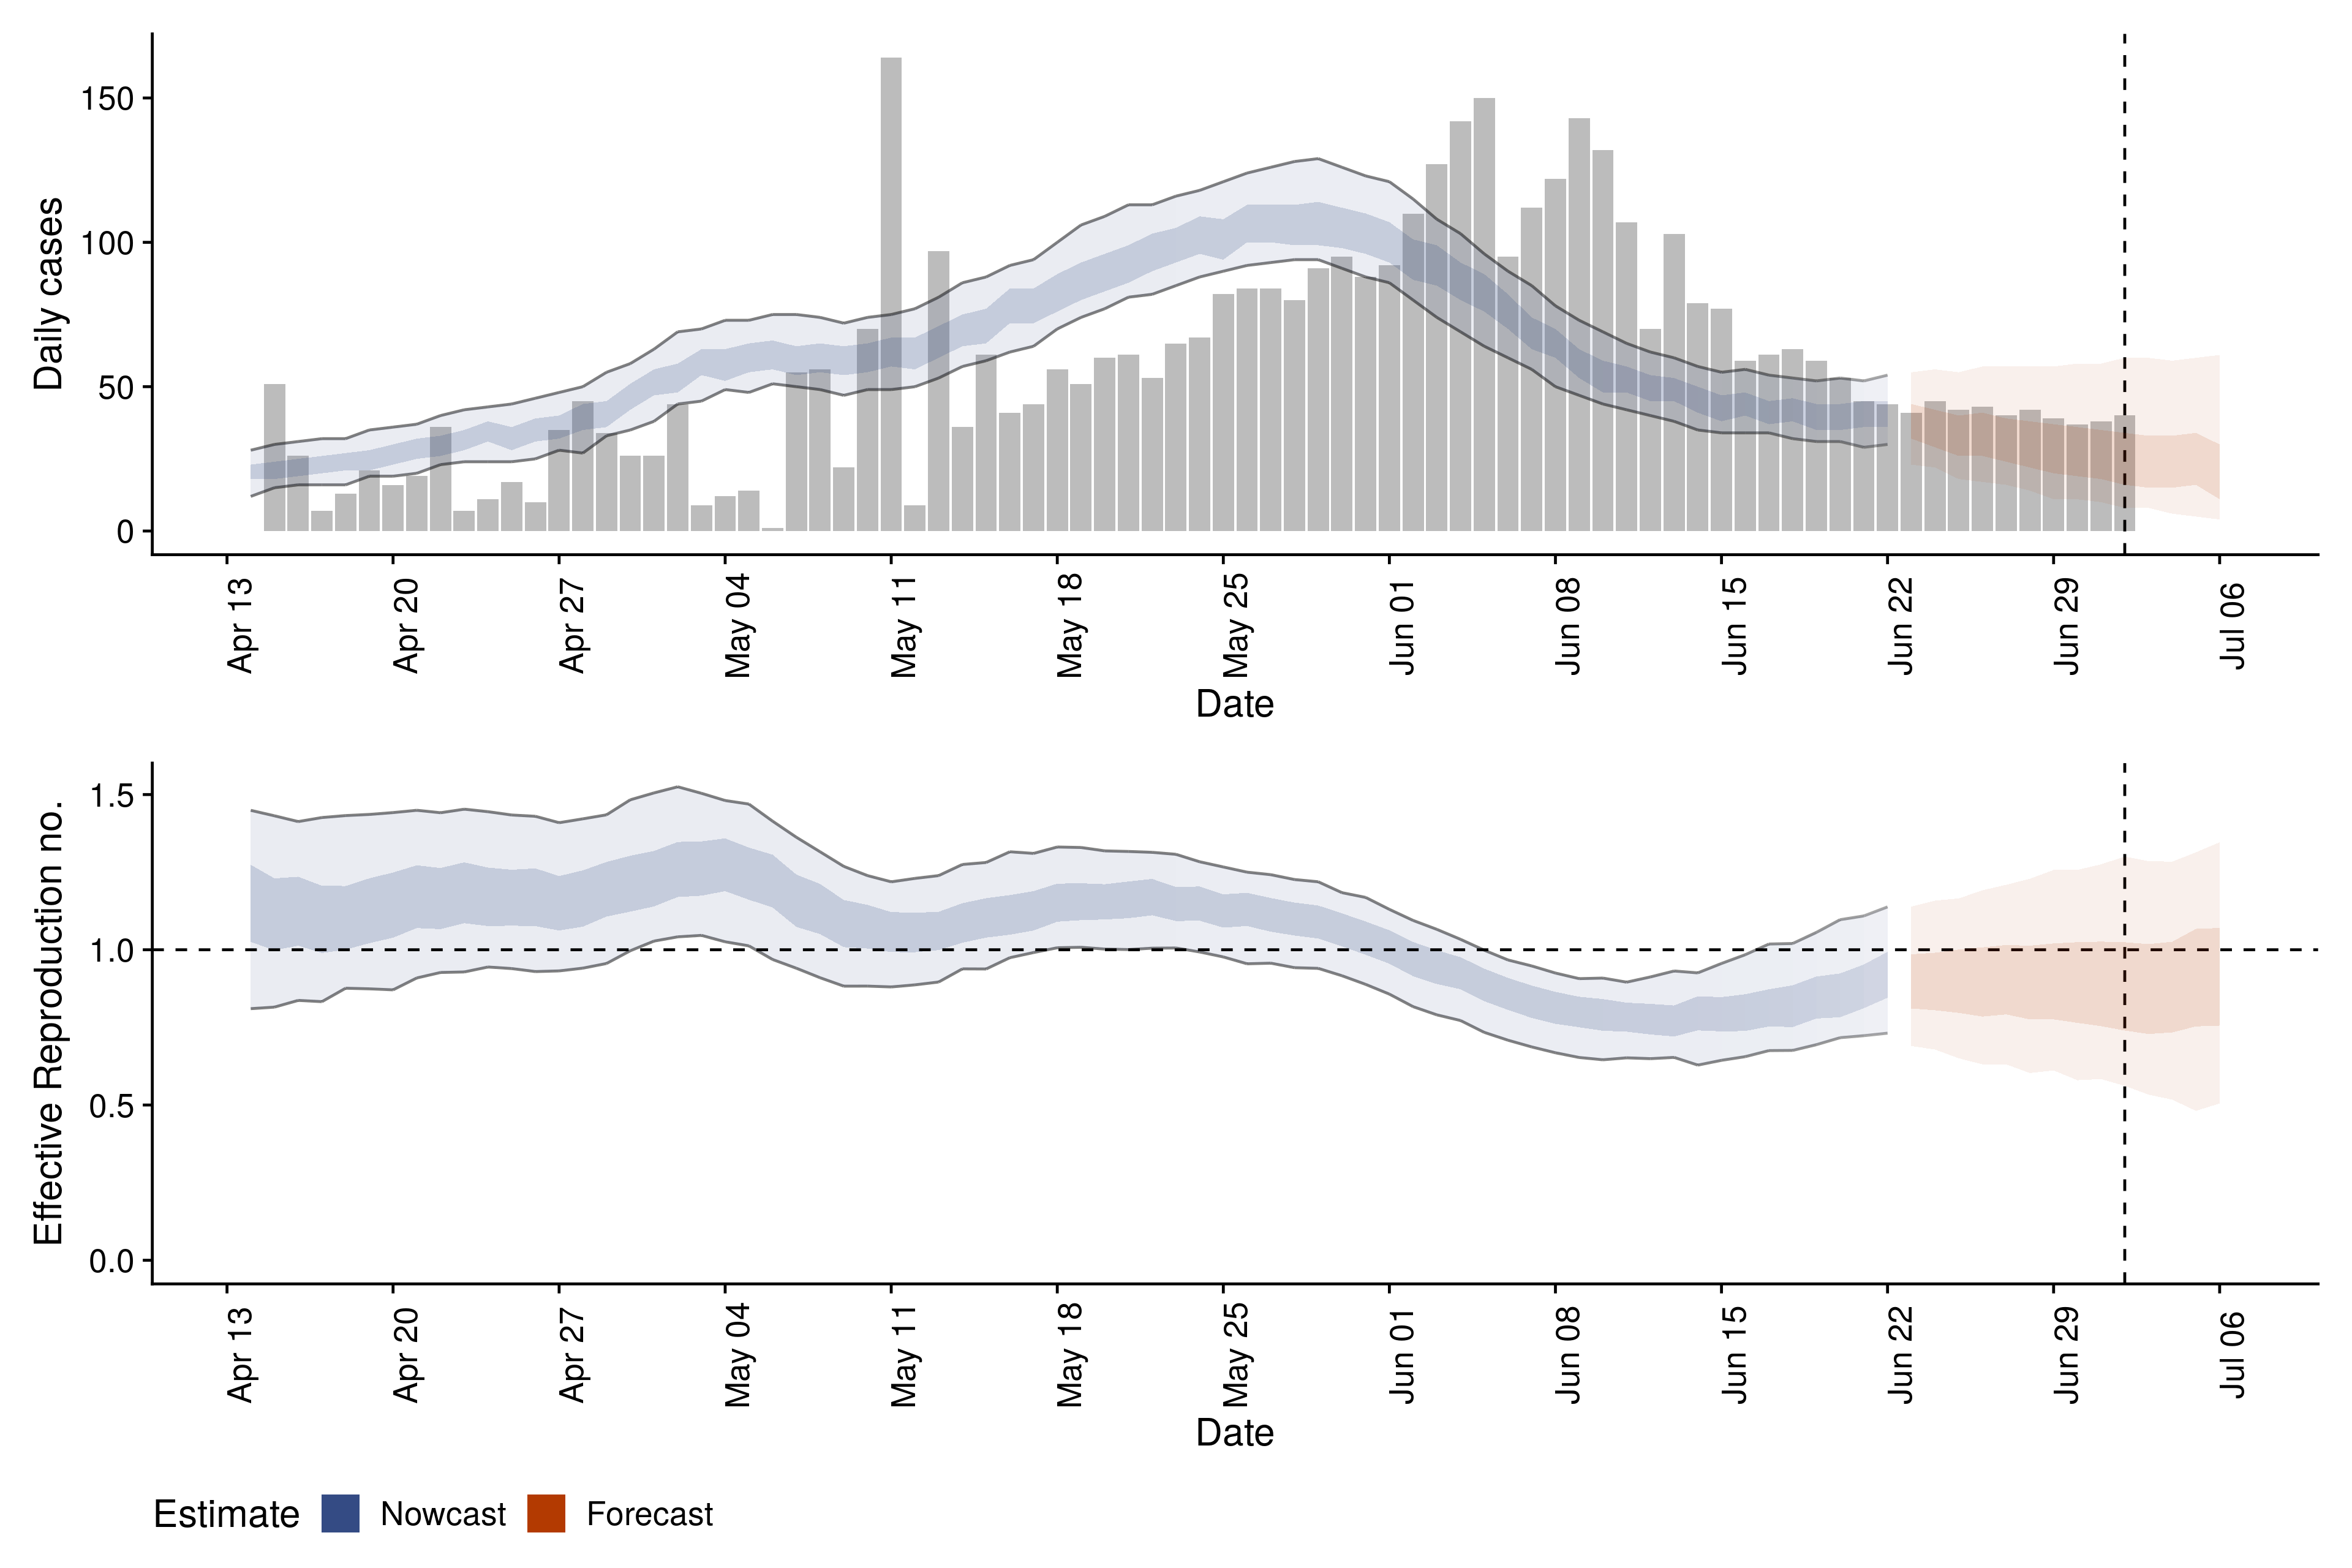 Daily cases
150
100
50
0
Apr 13
Apr 20
Apr 27
May 04
May 11
May 18
May 25
Jun 01
Jun 08
Jun 15
Jun 22
Jun 29
Jul 06
Date
Effective Reproduction no.
1.5
1.0
0.5
0.0
Apr 13
Apr 20
Apr 27
May 04
May 11
May 18
May 25
Jun 01
Jun 08
Jun 15
Jun 22
Jun 29
Jul 06
Date
Estimate Nowcast Forecast